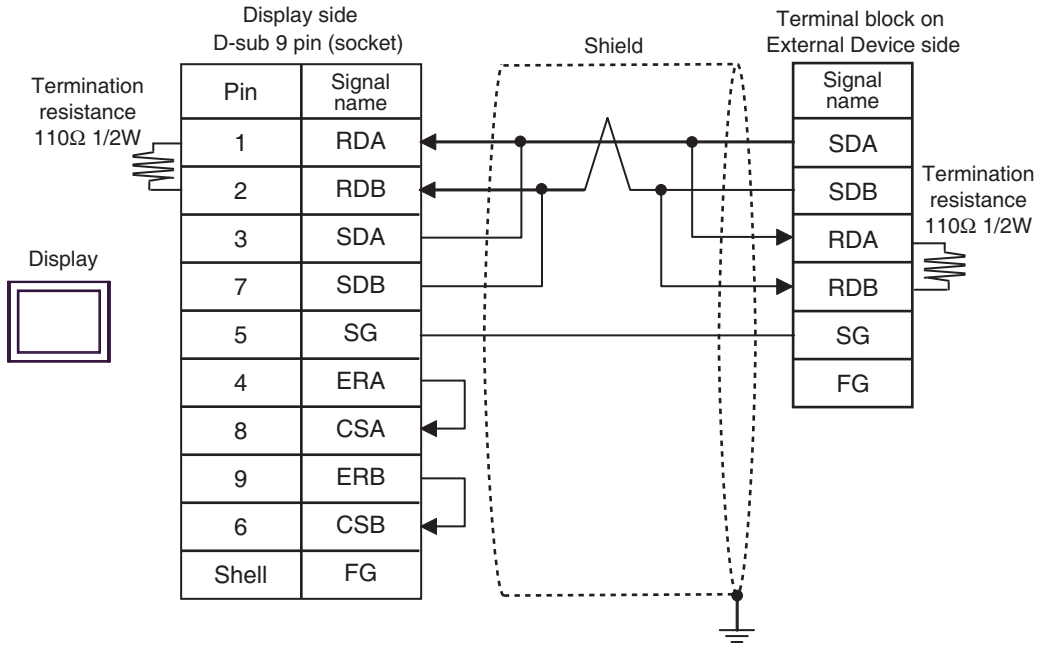 Display side
D-sub 9 pin (socket)
Shield
Terminal block on
External Device side
Termination
resistance
110Ω 1/2W
Pin
Signal
name
1
RDA
2
RDB
3
SDA
7
SDB
5
SG
4
ERA
8
CSA
9
ERB
6
CSB
Shell
FG
Display
Signal
name
SDA
SDB
RDA
RDB
SG
FG
Termination
resistance
110Ω 1/2W